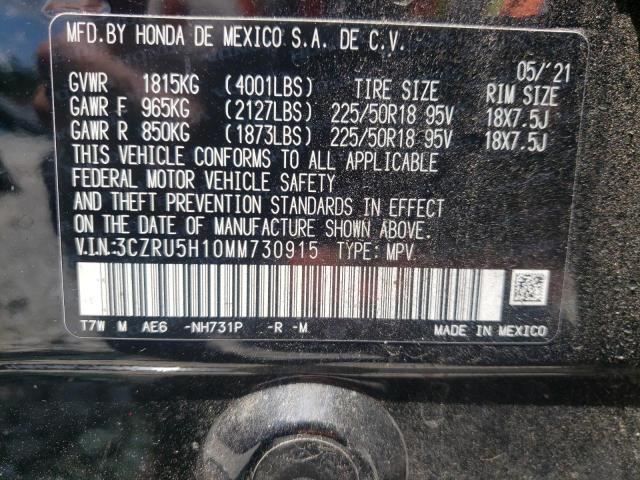 MFD. BY HONDA DE MEXICO S.A. DE C.V.
05/'21
GVWR 1815KG (4001LBS) TIRE SIZE RIM SIZE
GAWR F 965KG (2127LBS) 225/50R18 95V 18X7.5J
GAWR R 850KG (1873LBS) 225/50R18 95V 18X7.5J
THIS VEHICLE CONFORMS TO ALL APPLICABLE
FEDERAL MOTOR VEHICLE SAFETY
AND THEFT PREVENTION STANDARDS IN EFFECT
ON THE DATE OF MANUFACTURE SHOWN ABOVE.
V.I.N:3CZRU5H10MM730915 TYPE: MPV
T7W M AE6 -NH731P -R -M MADE IN MEXICO